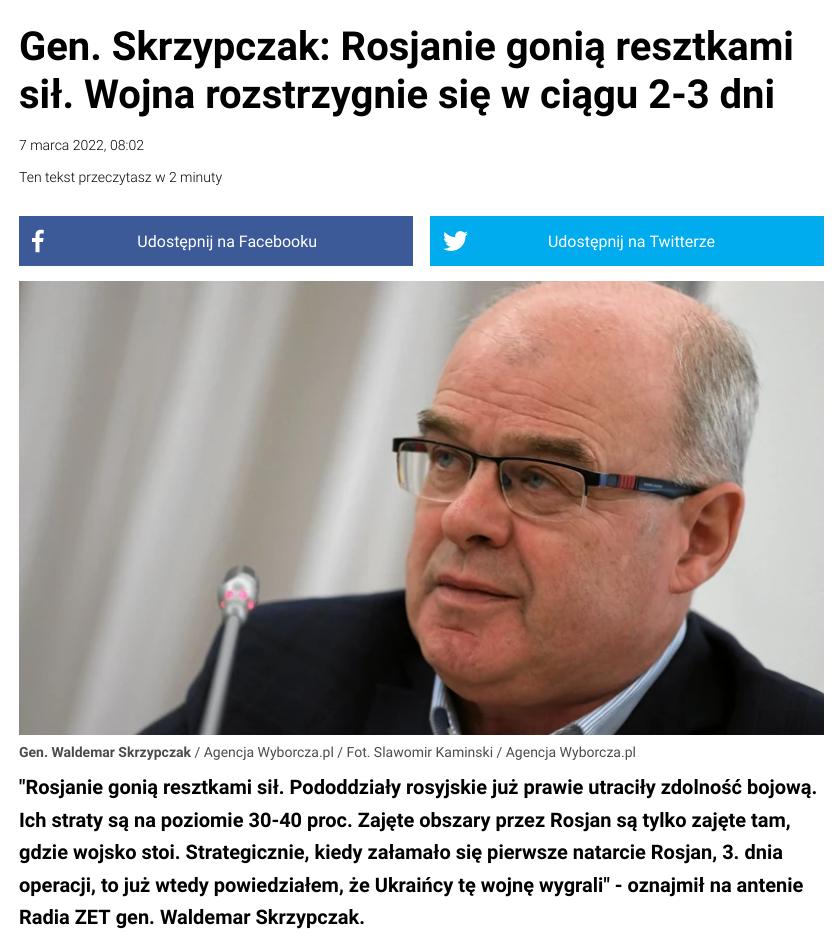 Gen. Skrzypczak: Rosjanie gonią resztkami
sił. Wojna rozstrzygnie się w ciągu 2-3 dni
7 marca 2022, 08:02
Ten tekst przeczytasz w 2 minuty
Udostępnij na Facebooku
Udostępnij na Twitterze
Gen. Waldemar Skrzypczak / Agencja Wyborcza.pl / Fot. Slawomir Kaminski / Agencja Wyborcza.pl
"Rosjanie gonią resztkami sił. Pododdziały rosyjskie już prawie utraciły zdolność bojową.
Ich straty są na poziomie 30-40 proc. Zajęte obszary przez Rosjan są tylko zajęte tam,
gdzie wojsko stoi. Strategicznie, kiedy załamało się pierwsze natarcie Rosjan, 3. dnia
operacji, to już wtedy powiedziałem, że Ukraińcy tę wojnę wygrali" - oznajmił na antenie
Radia ZET gen. Waldemar Skrzypczak.